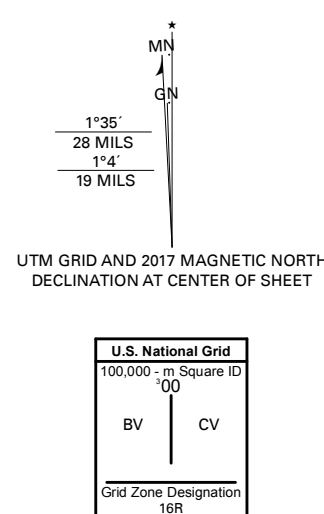 ★
MN
GN
1°35´
28 MILS
1°4´
19 MILS
UTM GRID AND 2017 MAGNETIC NORTH
DECLINATION AT CENTER OF SHEET
U.S. National Grid
100,000 - m Square ID
³00
BV CV
Grid Zone Designation
16R